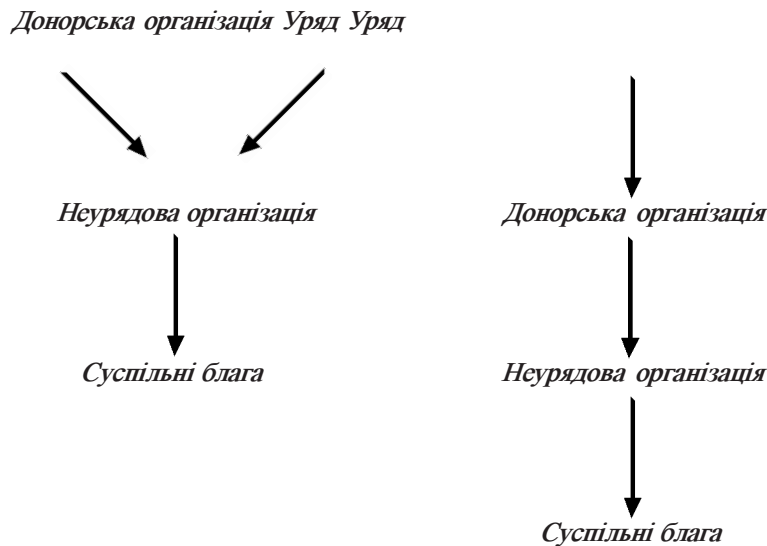 Донорська організація Уряд Уряд
Неурядова організація
Донорська організація
Суспільні блага
Неурядова організація
Суспільні блага